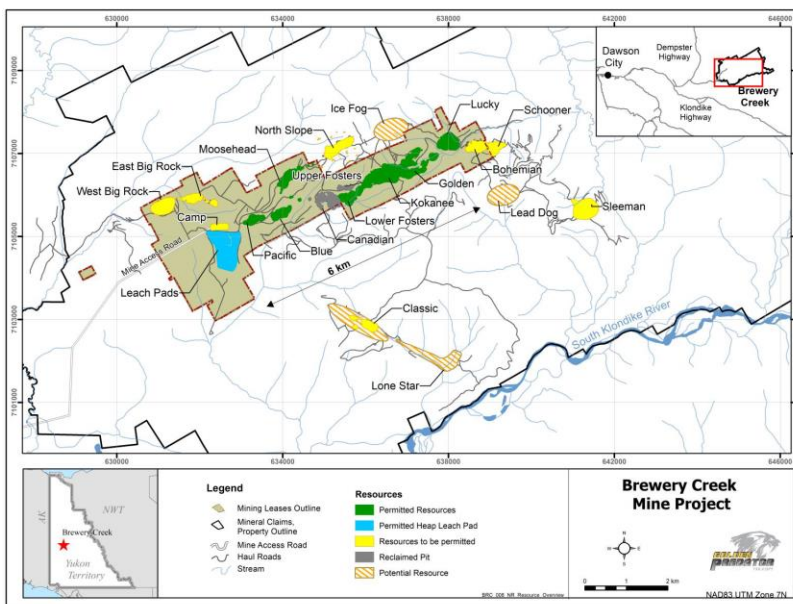 630000
634000
638000
642000
646000
Dawson
City
Dempster
Highway
Klondike
Highway
Brewery
Creek
Ice Fog
Lucky
North Slope
Schooner
Moosehead
East Big Rock
Upper Fosters
Bohemian
West Big Rock
Golden
Kokanee
Camp
Lead Dog
Sleeman
Lower Fosters
Mine Access Road
Canadian
Pacific
Blue
6 km
Leach Pads
Classic
South Klondike River
Lone Star
630000
634000
638000
642000
646000
AK
NWT
Brewery Creek
Yukon
Territory
Legend
Mining Leases Outline
Mineral Claims,
Property Outline
Mine Access Road
Haul Roads
Stream
Resources
Permitted Resources
Permitted Heap Leach Pad
Resources to be permitted
Reclaimed Pit
Potential Resource
Brewery Creek
Mine Project
N
0 1 2 km
GOLDEN
PREDATOR
NAD83 UTM Zone 7N